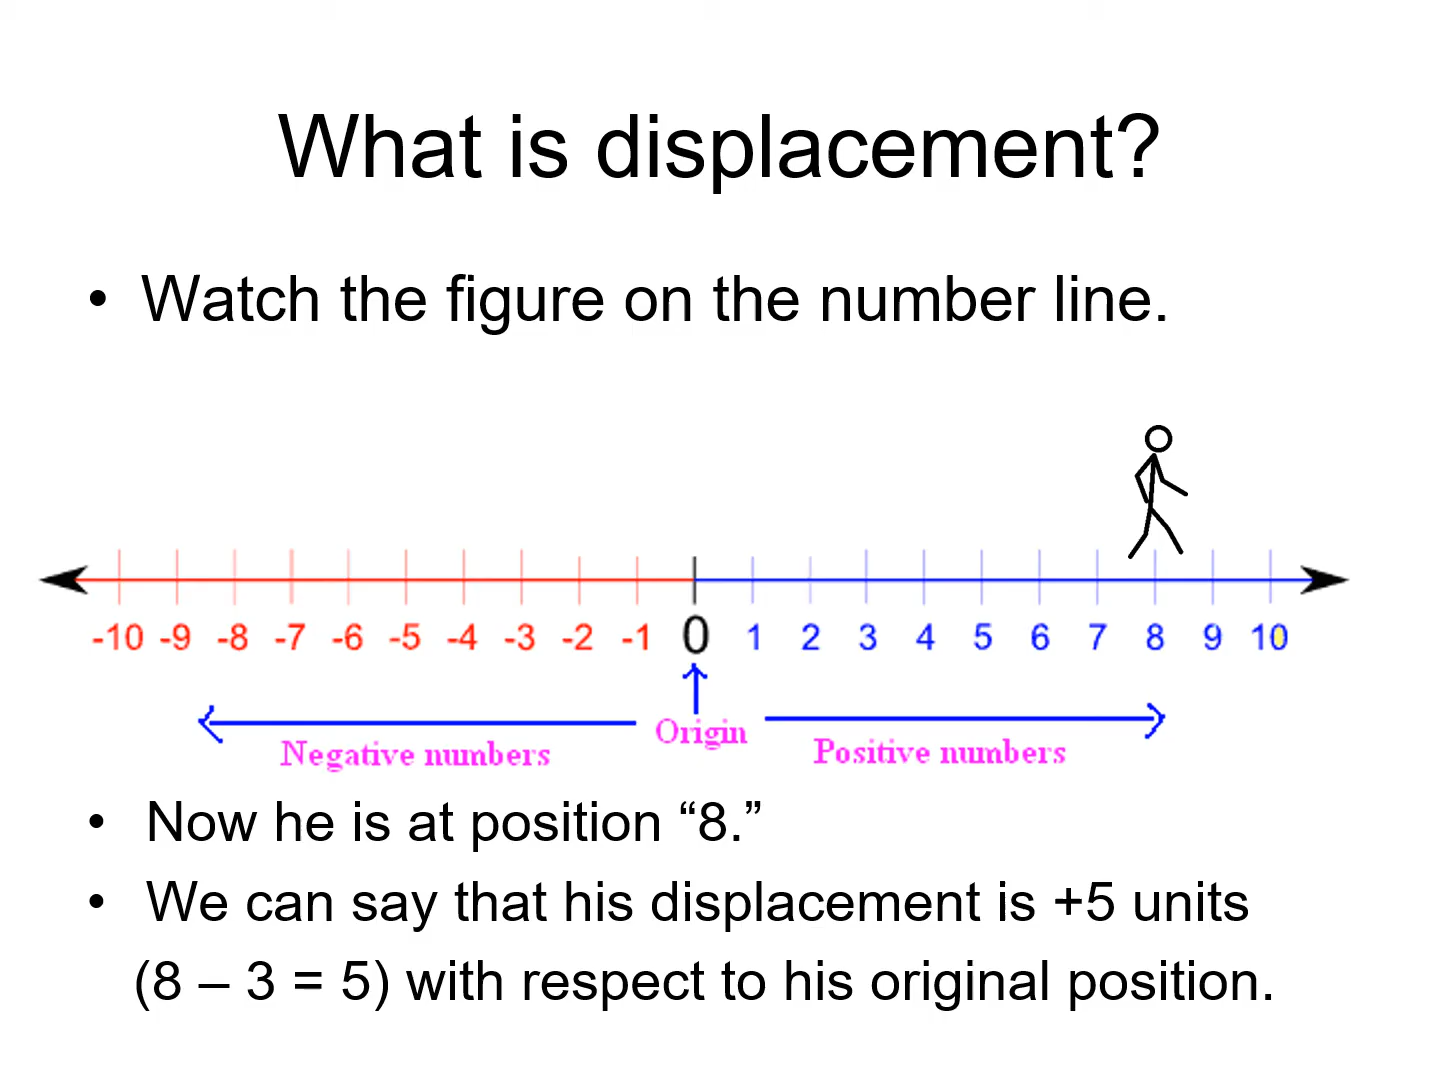 What is displacement?
• Watch the figure on the number line.
-10 -9 -8 -7 -6 -5 -4 -3 -2 -1 0 1 2 3 4 5 6 7 8 9 10
Origin
Negative numbers
Positive numbers
• Now he is at position “8.”
• We can say that his displacement is +5 units
(8 – 3 = 5) with respect to his original position.